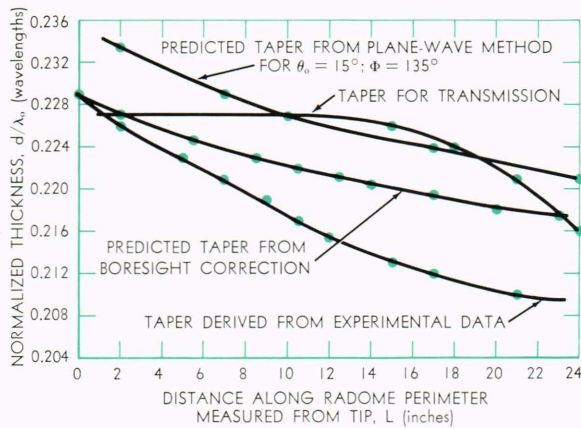 0.236
0.232
0.228
0.224
0.220
0.216
0.212
0.208
0.204
NORMALIZED THICKNESS, d/λₒ (wavelengths)
PREDICTED TAPER FROM PLANE-WAVE METHOD
FOR θₒ = 15°; Φ = 135°
TAPER FOR TRANSMISSION
PREDICTED TAPER FROM
BORESIGHT CORRECTION
TAPER DERIVED FROM EXPERIMENTAL DATA
0 2 4 6 8 10 12 14 16 18 20 22 24
DISTANCE ALONG RADOME PERIMETER
MEASURED FROM TIP, L (inches)